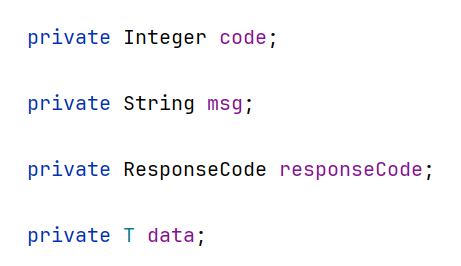 private Integer code;
private String msg;
private ResponseCode responseCode;
private T data;